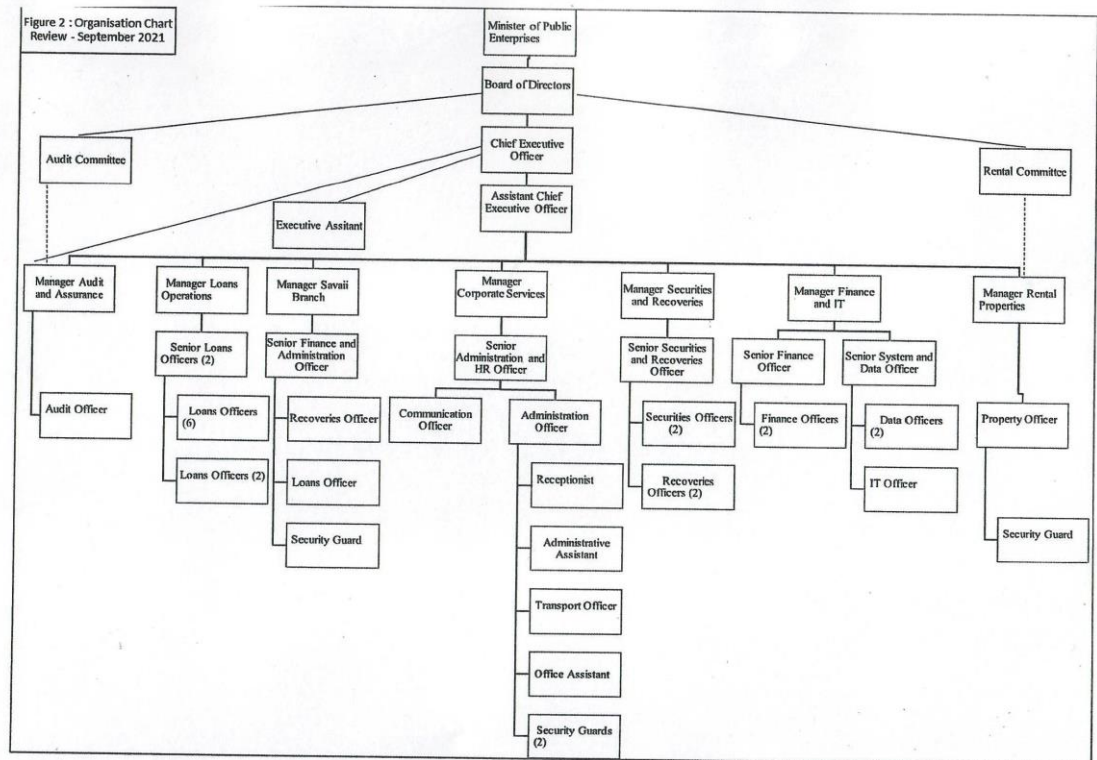 Figure 2 : Organisation Chart
Review - September 2021
Minister of Public
Enterprises
Board of Directors
Audit Committee
Chief Executive
Officer
Rental Committee
Assistant Chief
Executive Officer
Executive Assitant
Manager Audit
and Assurance
Manager Loans
Operations
Manager Savaii
Branch
Manager
Corporate Services
Manager Securities
and Recoveries
Manager Finance
and IT
Manager Rental
Properties
Senior Loans
Officers (2)
Senior Finance and
Administration
Officer
Senior
Administration and
HR Officer
Senior Securities
and Recoveries
Officer
Senior Finance
Officer
Senior System and
Data Officer
Audit Officer
Loans Officers
(6)
Recoveries Officer
Communication
Officer
Administration
Officer
Securities Officers
(2)
Finance Officers
(2)
Data Officers
(2)
Property Officer
Loans Officers (2)
Loans Officer
Receptionist
Recoveries
Officers (2)
IT Officer
Security Guard
Administrative
Assistant
Security Guard
Transport Officer
Office Assistant
Security Guards
(2)